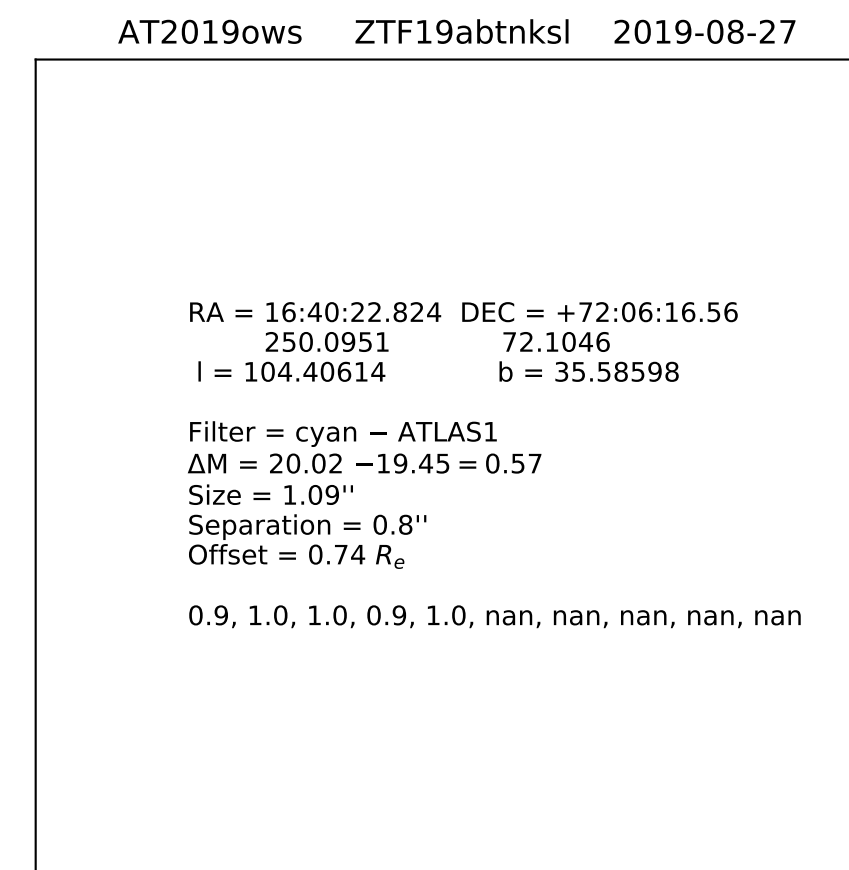 AT2019ows ZTF19abtnksl 2019-08-27
RA = 16:40:22.824 DEC = +72:06:16.56
250.0951 72.1046
l = 104.40614 b = 35.58598
Filter = cyan − ATLAS1
ΔM = 20.02 −19.45 = 0.57
Size = 1.09''
Separation = 0.8''
Offset = 0.74 Re
0.9, 1.0, 1.0, 0.9, 1.0, nan, nan, nan, nan, nan